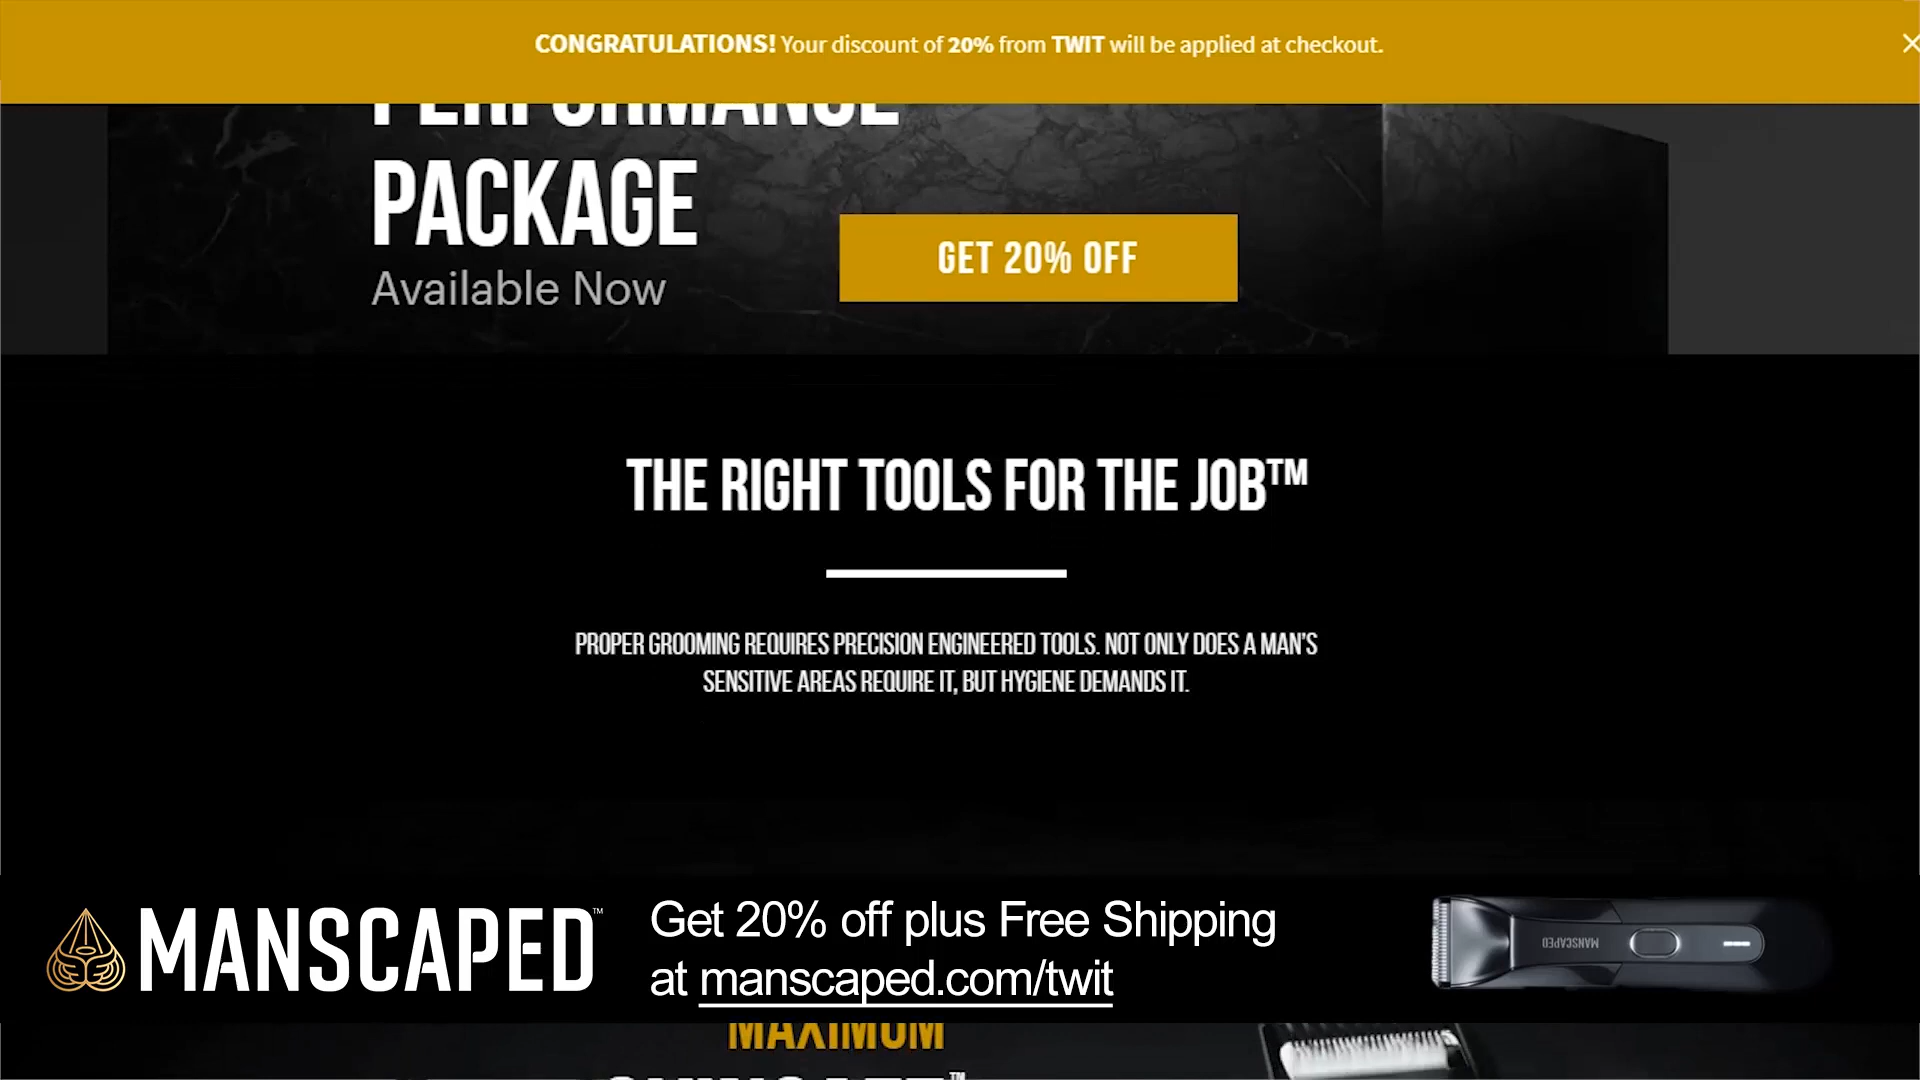 CONGRATULATIONS! Your discount of 20% from TWIT will be applied at checkout.
PERFORMANCE
PACKAGE
Available Now
GET 20% OFF
THE RIGHT TOOLS FOR THE JOB™
PROPER GROOMING REQUIRES PRECISION ENGINEERED TOOLS. NOT ONLY DOES A MAN'S
SENSITIVE AREAS REQUIRE IT, BUT HYGIENE DEMANDS IT.
MANSCAPED™
Get 20% off plus Free Shipping
at manscaped.com/twit
MANSCAPED
MAXIMUM